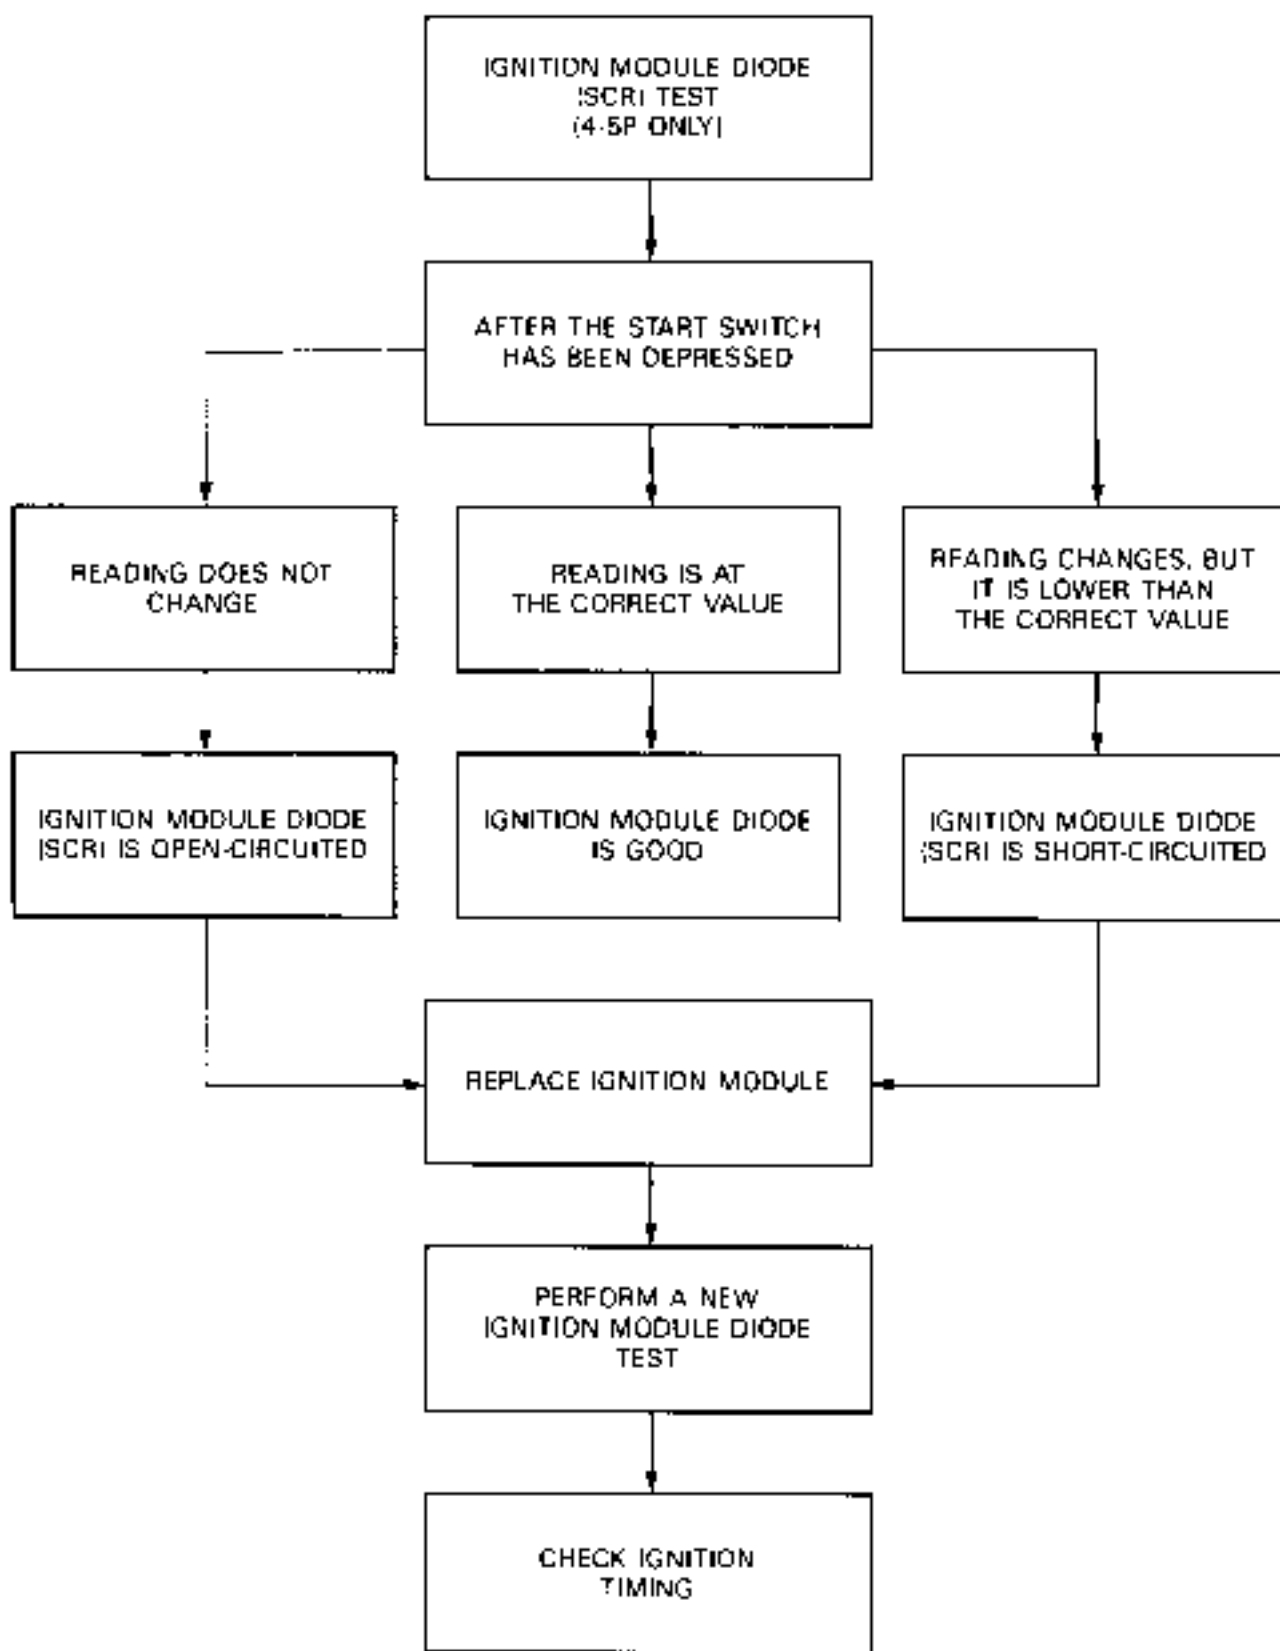 IGNITION MODULE DIODE
(SCR) TEST
(4-5P ONLY)
AFTER THE START SWITCH
HAS BEEN DEPRESSED
READING DOES NOT
CHANGE
READING IS AT
THE CORRECT VALUE
READING CHANGES, BUT
IT IS LOWER THAN
THE CORRECT VALUE
IGNITION MODULE DIODE
(SCR) IS OPEN-CIRCUITED
IGNITION MODULE DIODE
IS GOOD
IGNITION MODULE DIODE
(SCR) IS SHORT-CIRCUITED
REPLACE IGNITION MODULE
PERFORM A NEW
IGNITION MODULE DIODE
TEST
CHECK IGNITION
TIMING